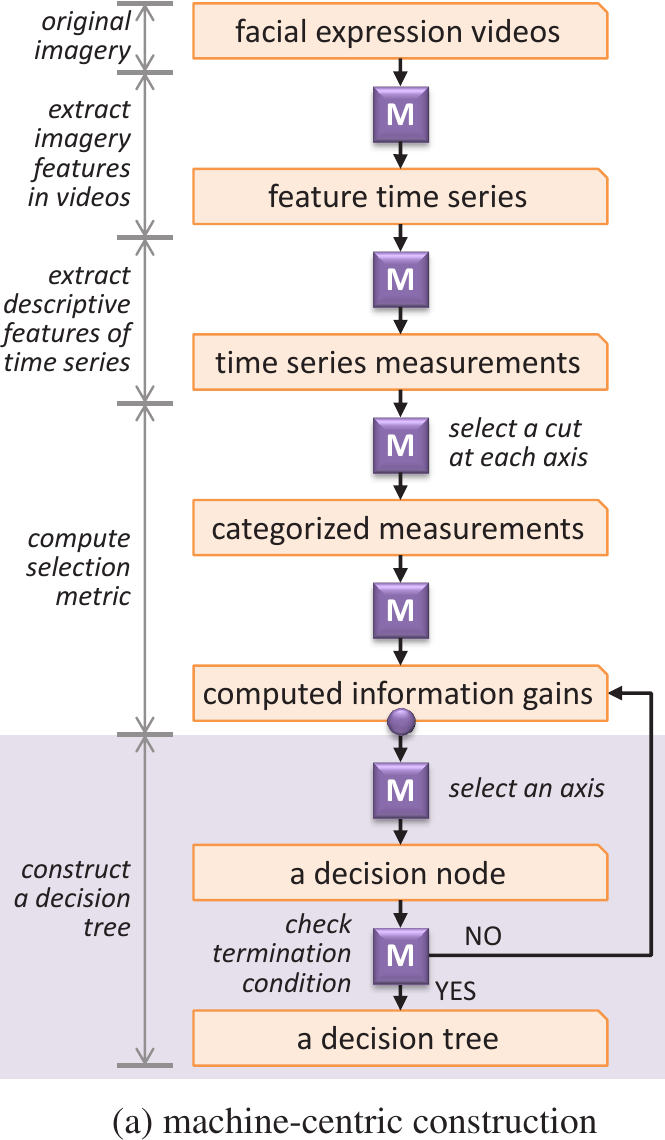 original
imagery
facial expression videos
M
extract
imagery
features
in videos
feature time series
M
extract
descriptive
features of
time series
time series measurements
M
select a cut
at each axis
categorized measurements
compute
selection
metric
M
computed information gains
M
select an axis
a decision node
construct
a decision
tree
check
termination
condition
M
NO
YES
a decision tree
(a) machine-centric construction